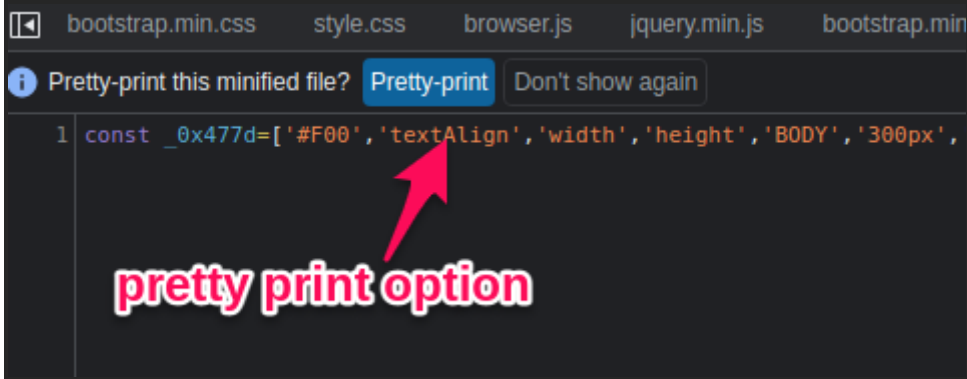 bootstrap.min.css style.css browser.js jquery.min.js bootstrap.min
Pretty-print this minified file? Pretty-print Don't show again
1 const _0x477d=['#F00','textAlign','width','height','BODY','300px',
pretty print option